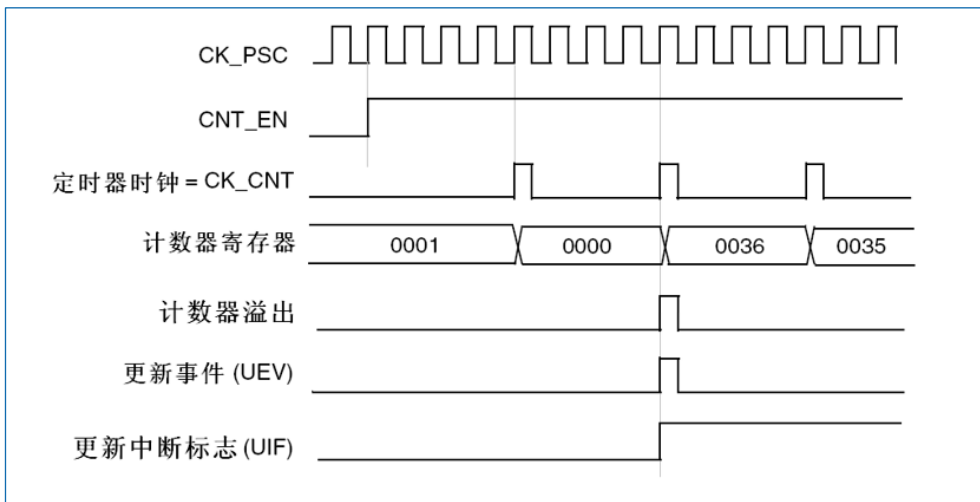 CK_PSC
CNT_EN
定时器时钟 = CK_CNT
计数器寄存器 0001 0000 0036 0035
计数器溢出
更新事件 (UEV)
更新中断标志 (UIF)